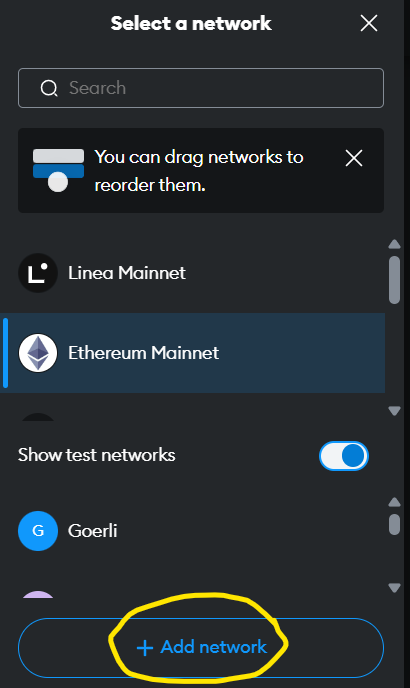 Select a network
Search
You can drag networks to
reorder them.
Linea Mainnet
Ethereum Mainnet
Show test networks
G
Goerli
+ Add network